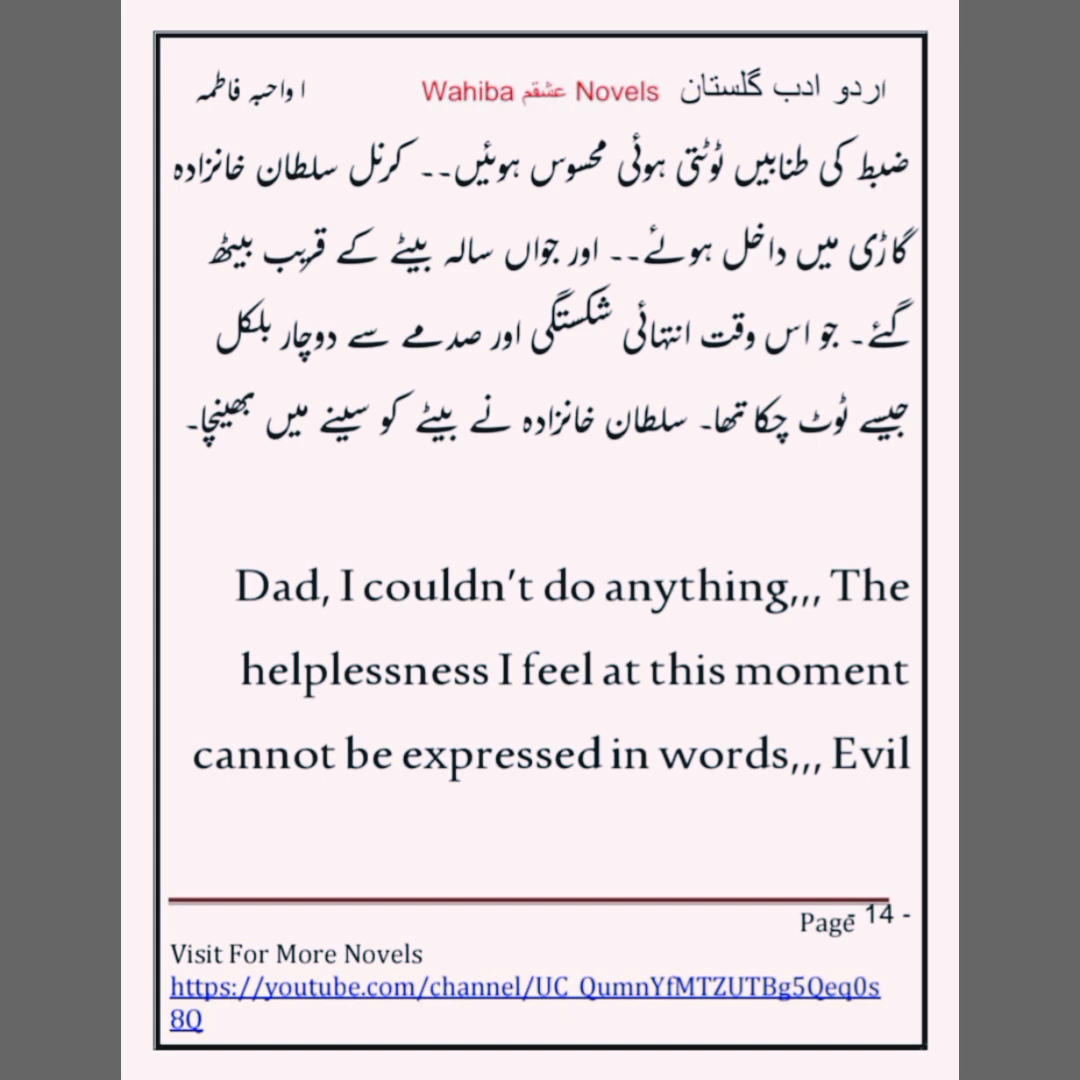 اردو ادب گلستان Novels عشقم Wahiba ا واحبہ فاطمہ
ضبط کی طنابیں ٹوٹتی ہوئی محسوس ہوئیں۔۔ کرنل سلطان خانزادہ
گاڑی میں داخل ہوئے۔۔ اور جواں سالہ بیٹے کے قریب بیٹھ
گئے۔ جو اس وقت انتہائی شکستگی اور صدمے سے دوچار بلکل
جیسے ٹوٹ چکا تھا۔ سلطان خانزادہ نے بیٹے کو سینے میں بھینچا۔
Dad, I couldn't do anything,,, The
helplessness I feel at this moment
cannot be expressed in words,,, Evil
Page - 14 -
Visit For More Novels
https://youtube.com/channel/UC_QumnYfMTZUTBg5Qeq0s
8Q